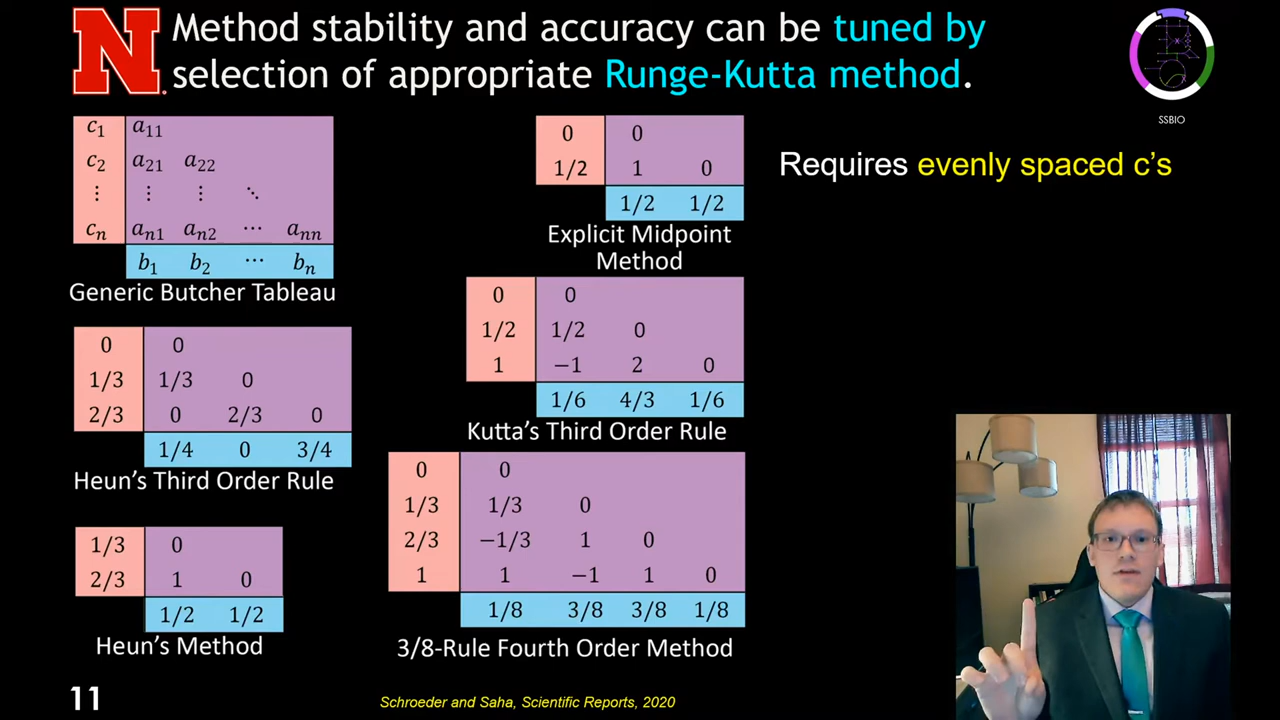 N
Method stability and accuracy can be tuned by
selection of appropriate Runge-Kutta method.
SSBIO
c₁ a₁₁
c₂ a₂₁ a₂₂
⋮ ⋮ ⋮ ⋱
cₙ aₙ₁ aₙ₂ ⋯ aₙₙ
b₁ b₂ ⋯ bₙ
Generic Butcher Tableau
0 0
1/3 1/3 0
2/3 0 2/3 0
1/4 0 3/4
Heun's Third Order Rule
1/3 0
2/3 1 0
1/2 1/2
Heun's Method
0 0
1/2 1 0
1/2 1/2
Explicit Midpoint
Method
0 0
1/2 1/2 0
1 −1 2 0
1/6 4/3 1/6
Kutta's Third Order Rule
0 0
1/3 1/3 0
2/3 −1/3 1 0
1 1 −1 1 0
1/8 3/8 3/8 1/8
3/8-Rule Fourth Order Method
Requires evenly spaced c's
11
Schroeder and Saha, Scientific Reports, 2020